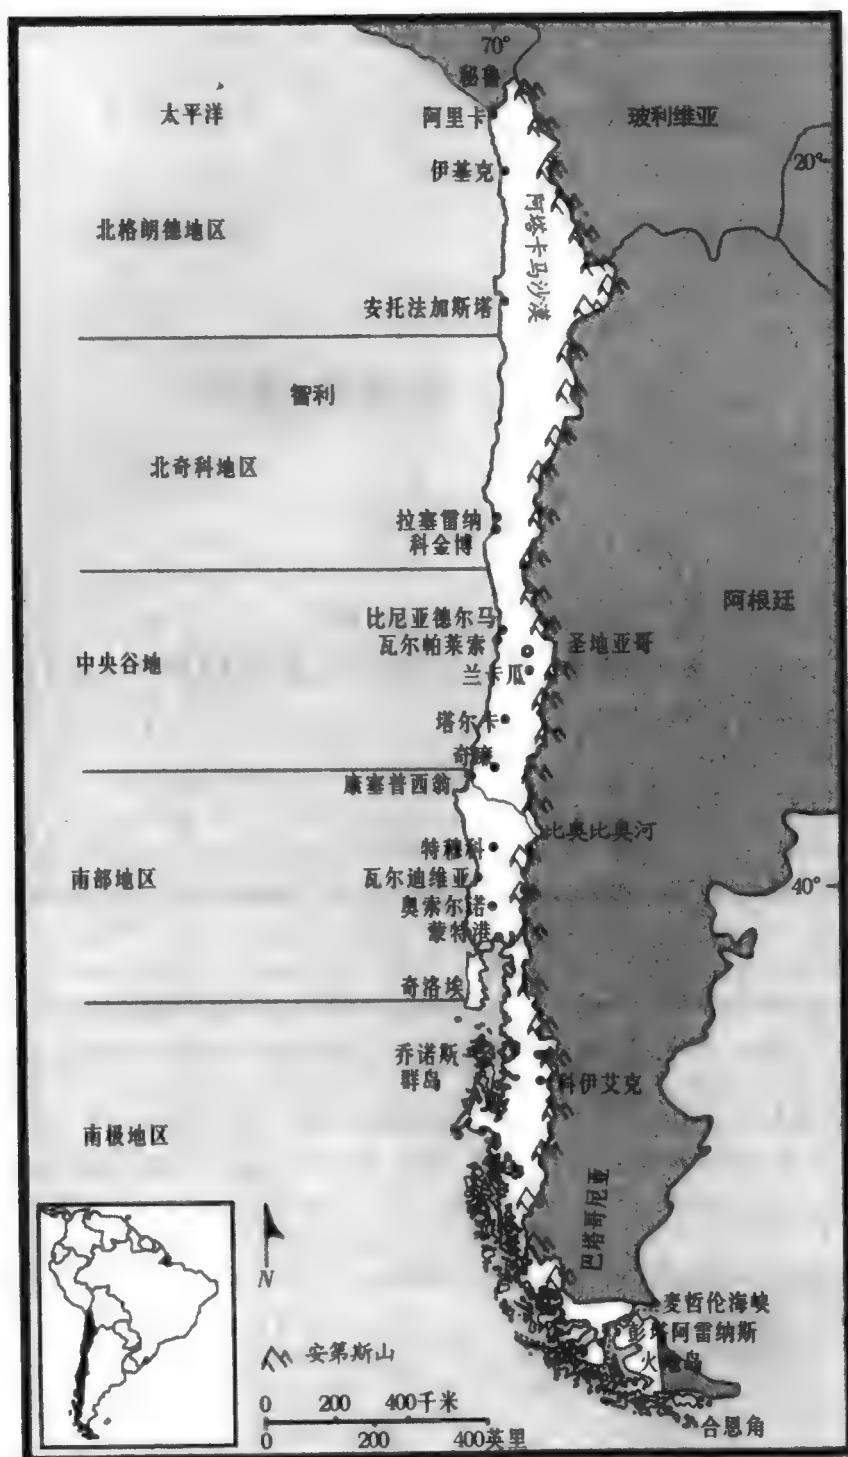 70°
秘鲁
太平洋
阿里卡
玻利维亚
伊基克
20°
阿塔卡马沙漠
北格朗德地区
安托法加斯塔
智利
北奇科地区
拉塞雷纳
科金博
阿根廷
比尼亚德尔马
瓦尔帕莱索
圣地亚哥
中央谷地
兰卡瓜
塔尔卡
奇廉
康塞普西翁
比奥比奥河
特穆科
南部地区
瓦尔迪维亚
40°
奥索尔诺
蒙特港
奇洛埃
乔诺斯
群岛
科伊艾克
南极地区
巴塔哥尼亚
N
麦哲伦海峡
彭塔阿雷纳斯
火地岛
安第斯山
合恩角
0 200 400千米
0 200 400英里